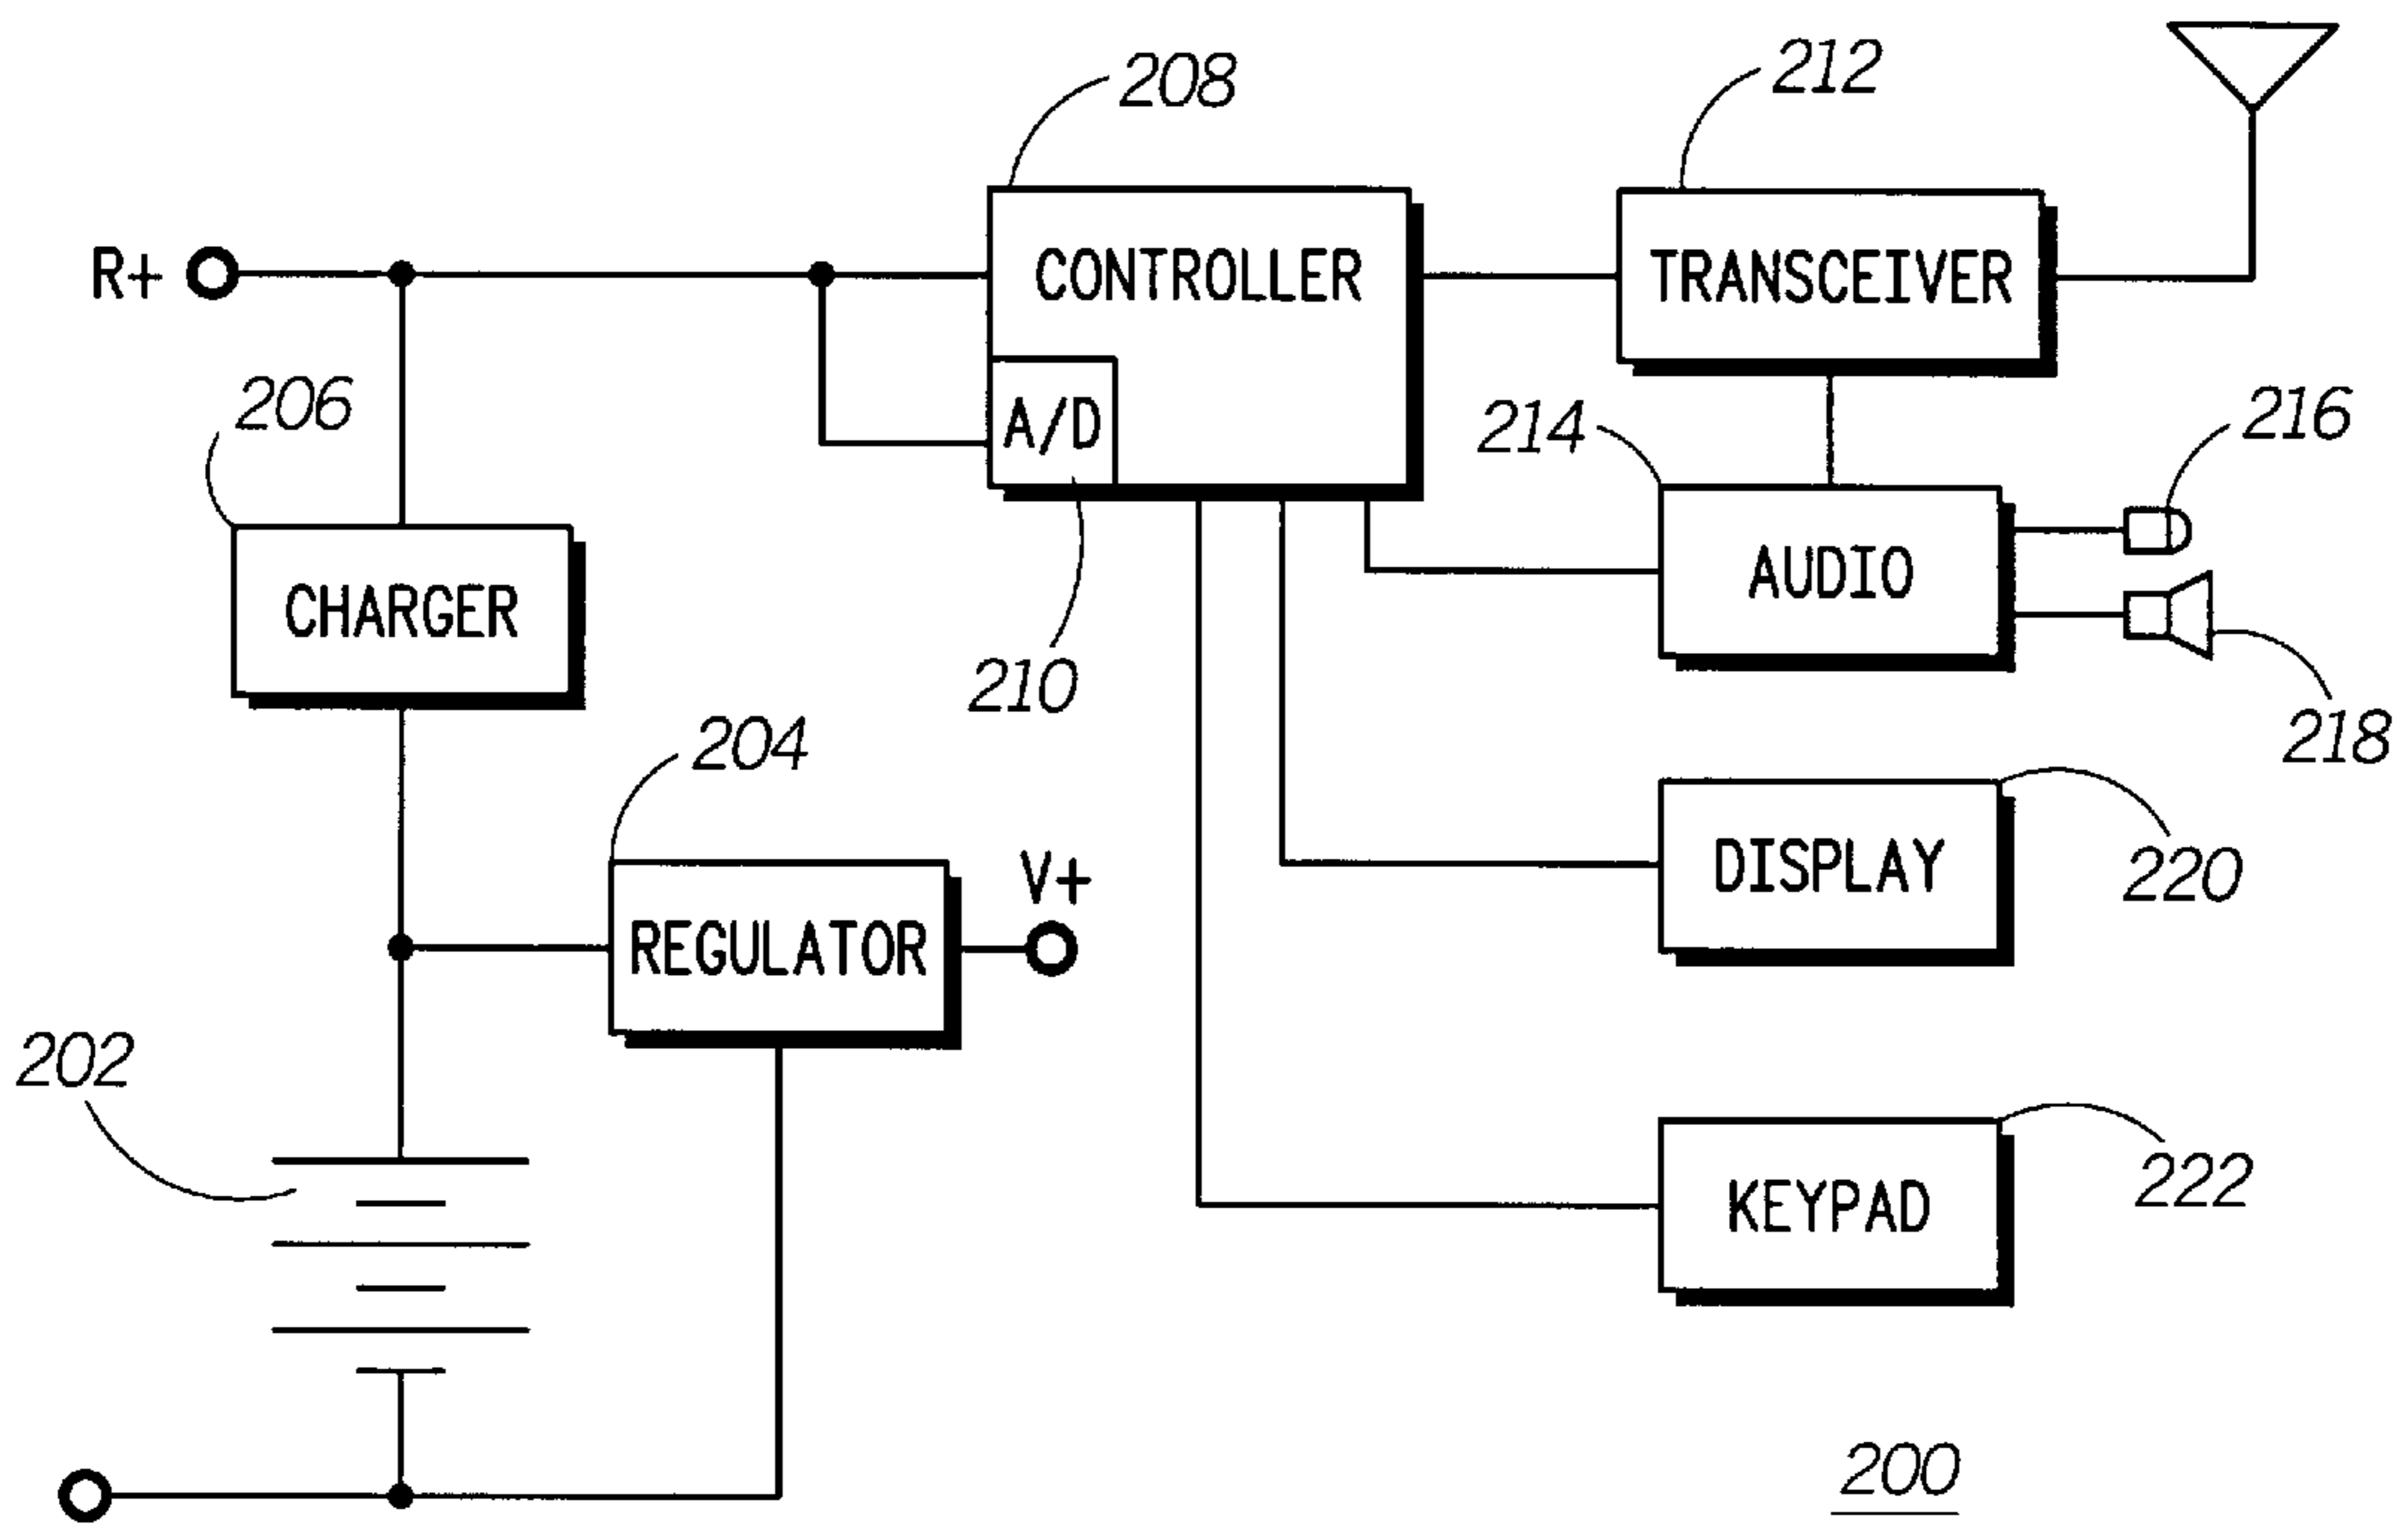 208
212
R+
CONTROLLER
TRANSCEIVER
206
A/D
214
216
CHARGER
AUDIO
210
204
218
V+
DISPLAY
220
REGULATOR
202
222
KEYPAD
200